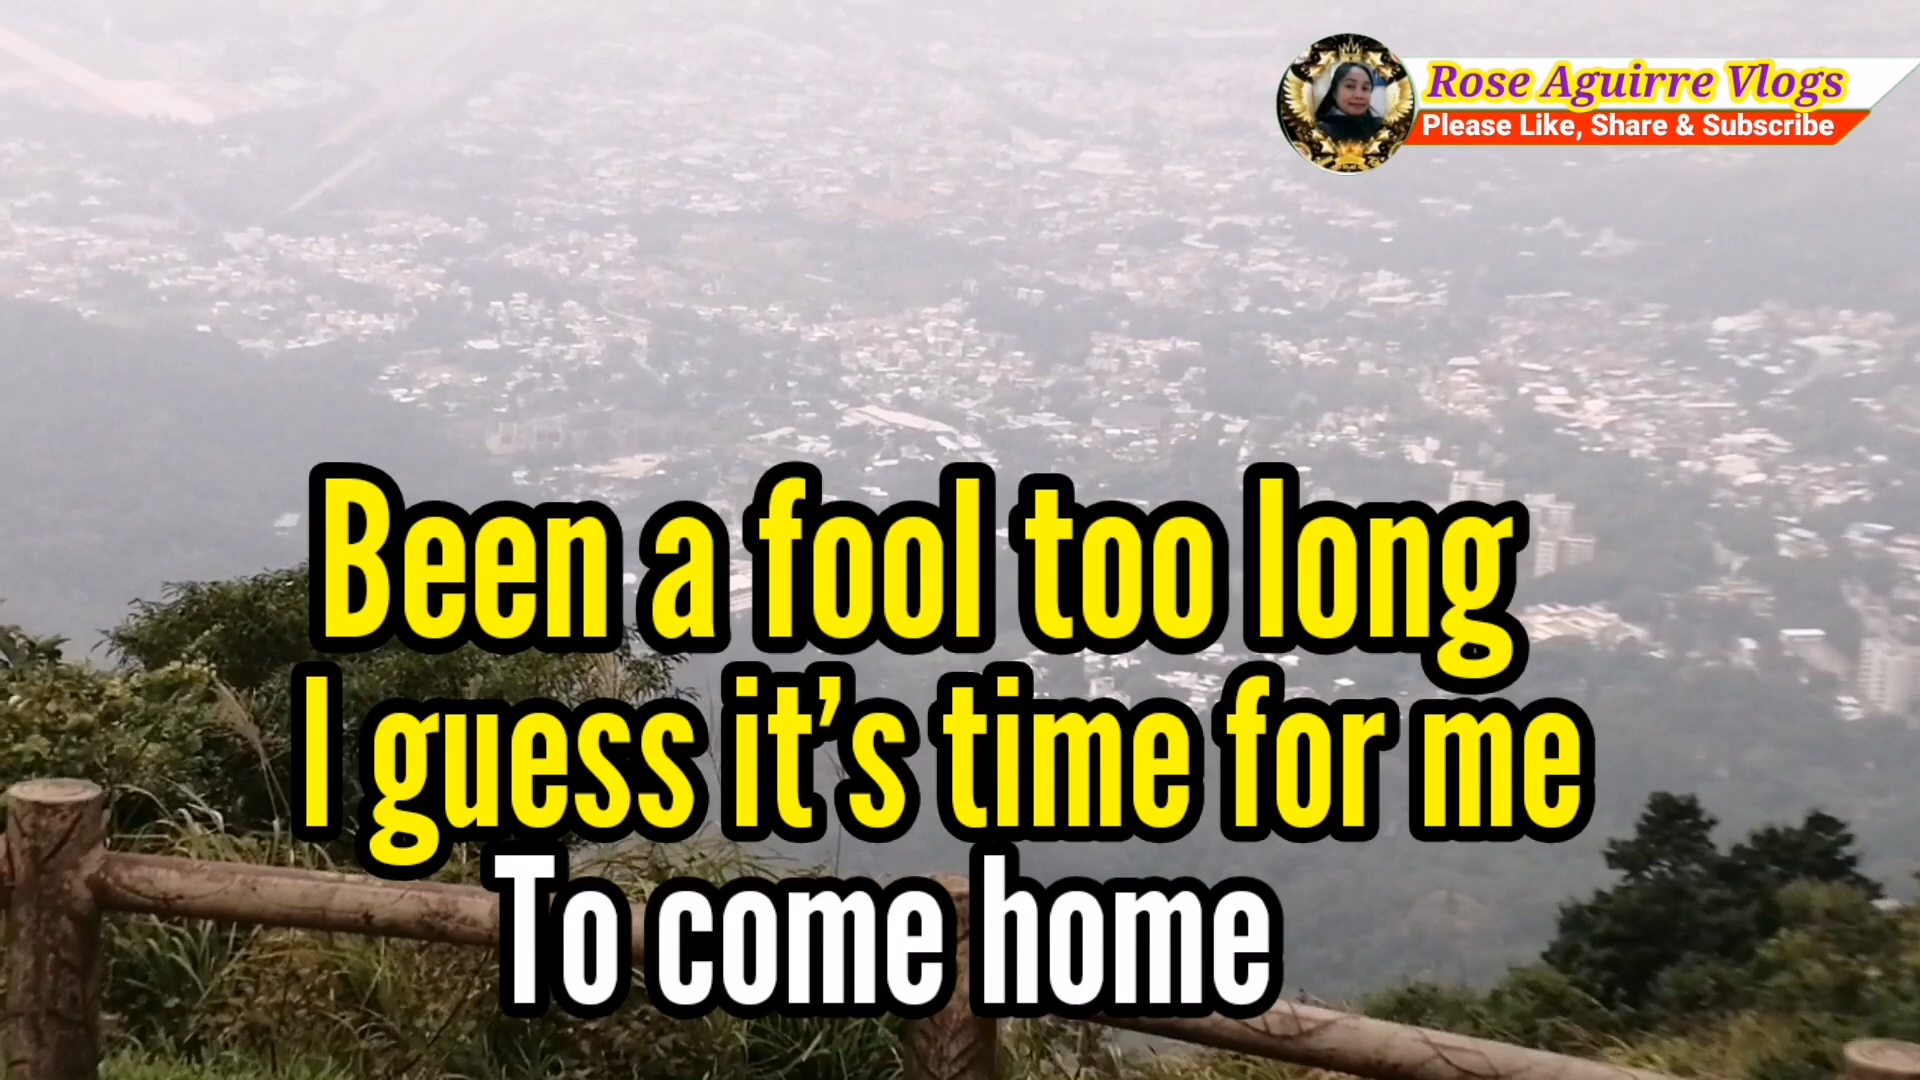 Rose Aguirre Vlogs
Please Like, Share & Subscribe
Been a fool too long
I guess it’s time for me
To come home